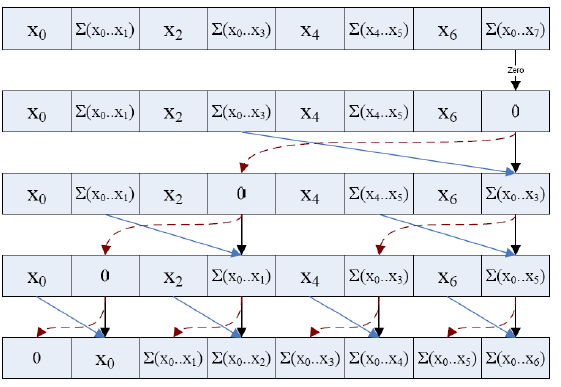 x₀ Σ(x₀..x₁) x₂ Σ(x₀..x₃) x₄ Σ(x₄..x₅) x₆ Σ(x₀..x₇)
Zero
x₀ Σ(x₀..x₁) x₂ Σ(x₀..x₃) x₄ Σ(x₄..x₅) x₆ 0
x₀ Σ(x₀..x₁) x₂ 0 x₄ Σ(x₄..x₅) x₆ Σ(x₀..x₃)
x₀ 0 x₂ Σ(x₀..x₁) x₄ Σ(x₀..x₃) x₆ Σ(x₀..x₅)
0 x₀ Σ(x₀..x₁) Σ(x₀..x₂) Σ(x₀..x₃) Σ(x₀..x₄) Σ(x₀..x₅) Σ(x₀..x₆)